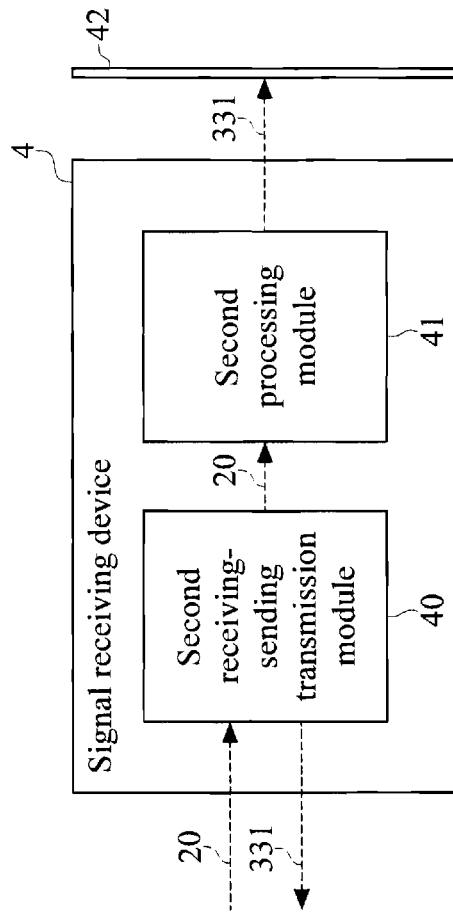 Signal receiving device
4
42
20
331
Second
receiving-
sending
transmission
module
40
20
Second
processing
module
41
331